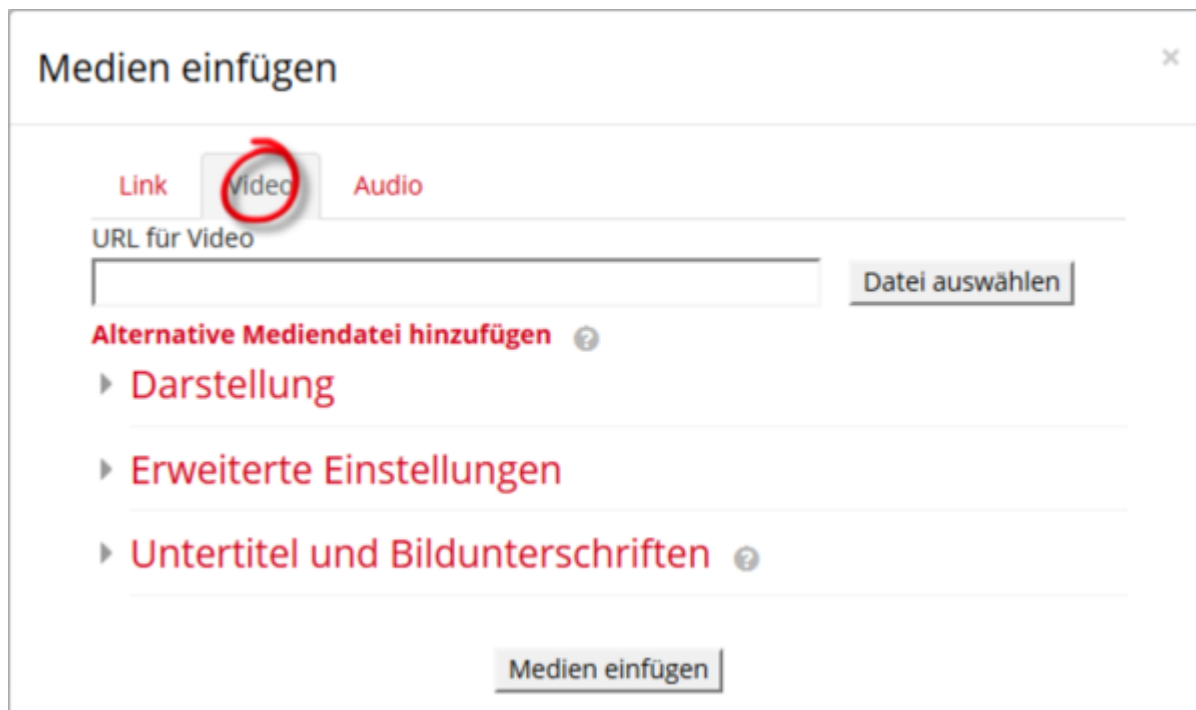 Medien einfügen ×
Link Video Audio
URL für Video
Datei auswählen
Alternative Mediendatei hinzufügen ?
Darstellung
Erweiterte Einstellungen
Untertitel und Bildunterschriften ?
Medien einfügen